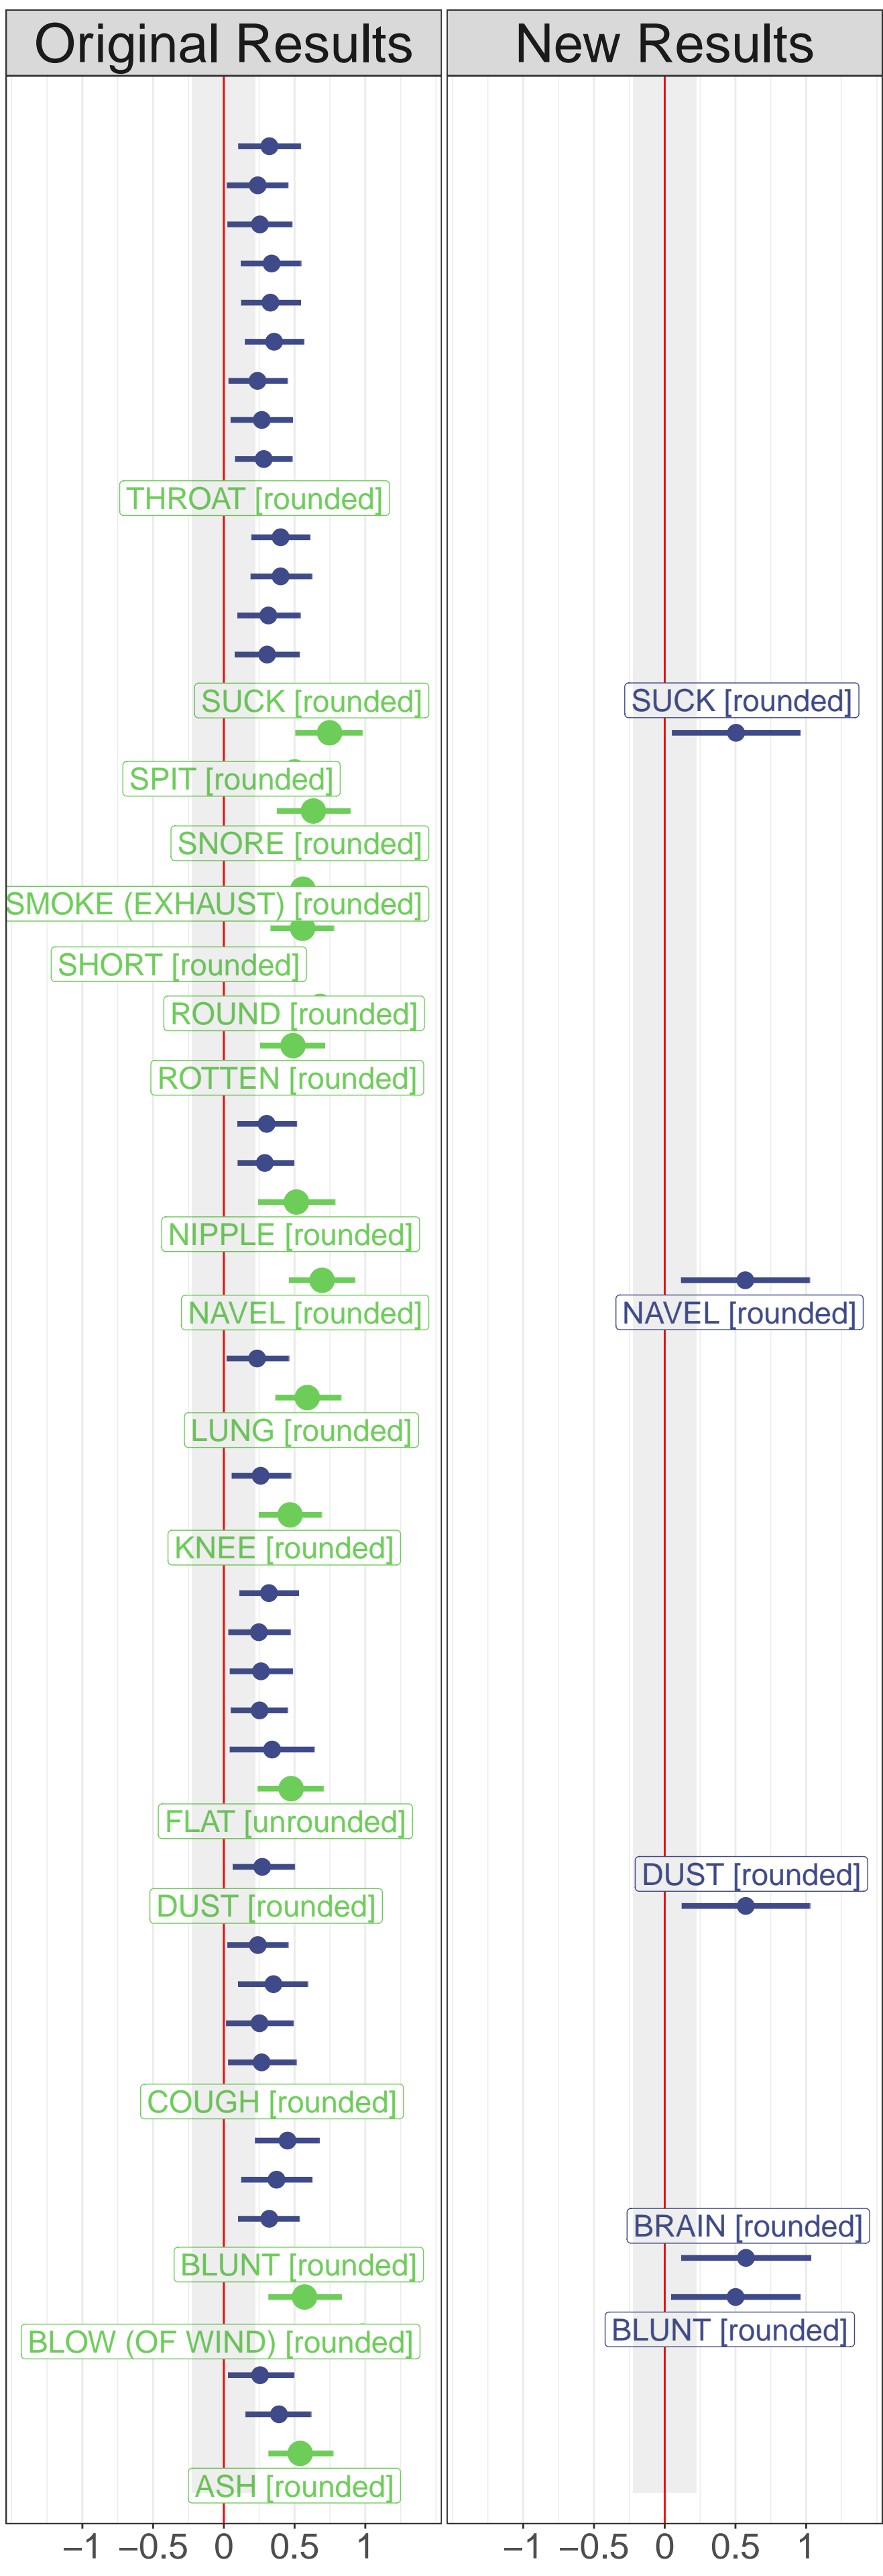 Original Results
New Results
THROAT [rounded]
SUCK [rounded]
SUCK [rounded]
SPIT [rounded]
SNORE [rounded]
SMOKE (EXHAUST) [rounded]
SHORT [rounded]
ROUND [rounded]
ROTTEN [rounded]
NIPPLE [rounded]
NAVEL [rounded]
NAVEL [rounded]
LUNG [rounded]
KNEE [rounded]
FLAT [unrounded]
DUST [rounded]
DUST [rounded]
COUGH [rounded]
BRAIN [rounded]
BLUNT [rounded]
BLUNT [rounded]
BLOW (OF WIND) [rounded]
ASH [rounded]
−1 −0.5 0 0.5 1
−1 −0.5 0 0.5 1